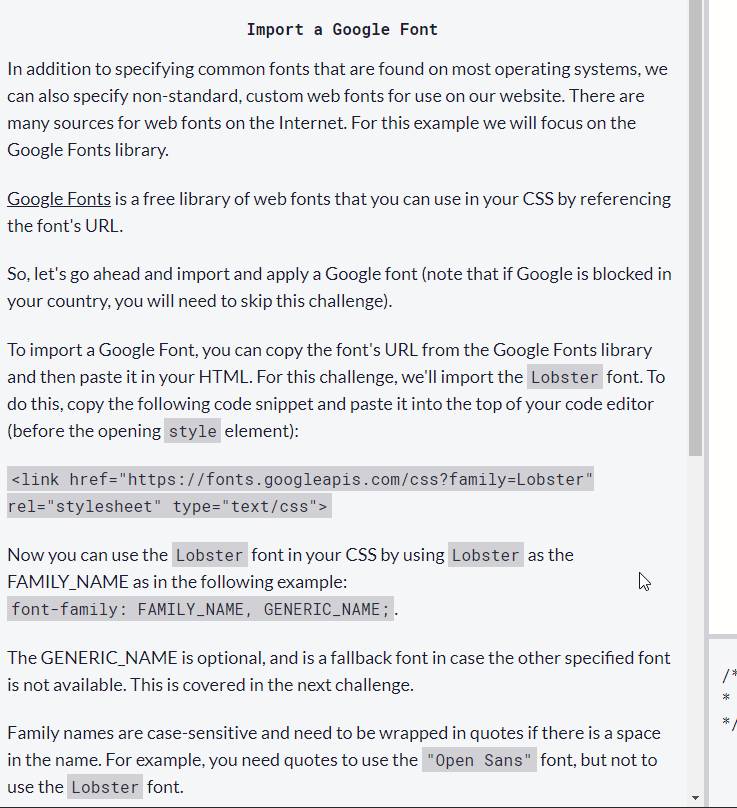 Import a Google Font
In addition to specifying common fonts that are found on most operating systems, we
can also specify non-standard, custom web fonts for use on our website. There are
many sources for web fonts on the Internet. For this example we will focus on the
Google Fonts library.
Google Fonts is a free library of web fonts that you can use in your CSS by referencing
the font's URL.
So, let's go ahead and import and apply a Google font (note that if Google is blocked in
your country, you will need to skip this challenge).
To import a Google Font, you can copy the font's URL from the Google Fonts library
and then paste it in your HTML. For this challenge, we'll import the Lobster font. To
do this, copy the following code snippet and paste it into the top of your code editor
(before the opening style element):
<link href="https://fonts.googleapis.com/css?family=Lobster"
rel="stylesheet" type="text/css">
Now you can use the Lobster font in your CSS by using Lobster as the
FAMILY_NAME as in the following example:
font-family: FAMILY_NAME, GENERIC_NAME;.
The GENERIC_NAME is optional, and is a fallback font in case the other specified font
is not available. This is covered in the next challenge.
Family names are case-sensitive and need to be wrapped in quotes if there is a space
in the name. For example, you need quotes to use the "Open Sans" font, but not to
use the Lobster font.
/*
*
*/